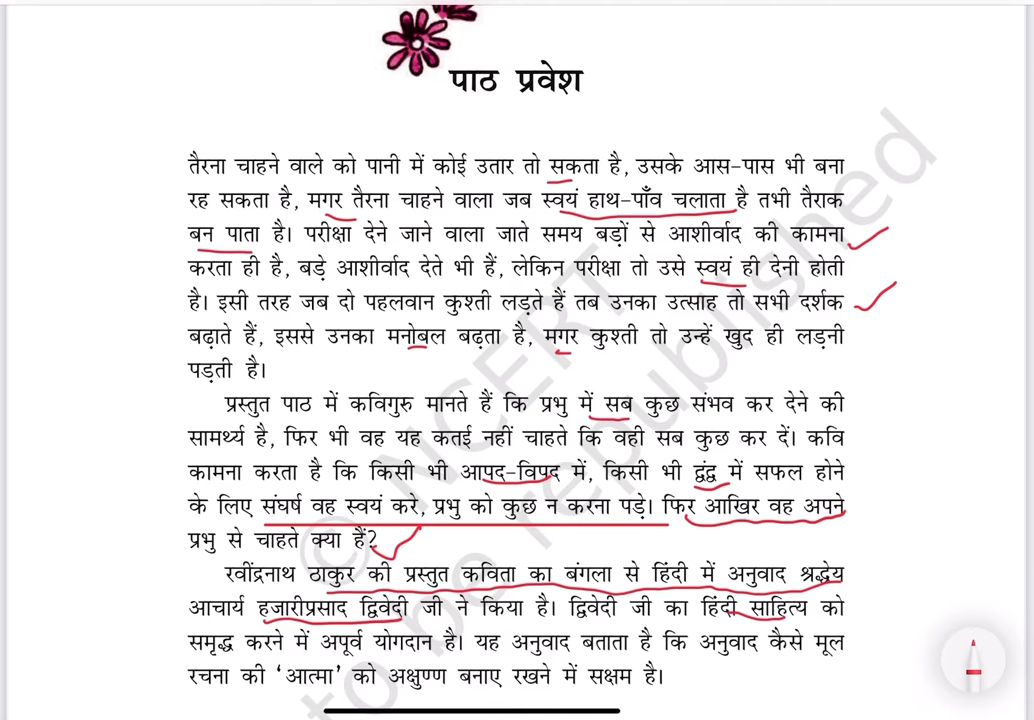 पाठ प्रवेश
तैरना चाहने वाले को पानी में कोई उतार तो सकता है, उसके आस-पास भी बना
रह सकता है, मगर तैरना चाहने वाला जब स्वयं हाथ-पाँव चलाता है तभी तैराक
बन पाता है। परीक्षा देने जाने वाला जाते समय बड़ों से आशीर्वाद की कामना
करता ही है, बड़े आशीर्वाद देते भी हैं, लेकिन परीक्षा तो उसे स्वयं ही देनी होती
है। इसी तरह जब दो पहलवान कुश्ती लड़ते हैं तब उनका उत्साह तो सभी दर्शक
बढ़ाते हैं, इससे उनका मनोबल बढ़ता है, मगर कुश्ती तो उन्हें खुद ही लड़नी
पड़ती है।
प्रस्तुत पाठ में कविगुरु मानते हैं कि प्रभु में सब कुछ संभव कर देने की
सामर्थ्य है, फिर भी वह यह कतई नहीं चाहते कि वही सब कुछ कर दें। कवि
कामना करता है कि किसी भी आपद-विपद में, किसी भी द्वंद्व में सफल होने
के लिए संघर्ष वह स्वयं करे, प्रभु को कुछ न करना पड़े। फिर आखिर वह अपने
प्रभु से चाहते क्या हैं?
रवींद्रनाथ ठाकुर की प्रस्तुत कविता का बंगला से हिंदी में अनुवाद श्रद्धेय
आचार्य हजारीप्रसाद द्विवेदी जी ने किया है। द्विवेदी जी का हिंदी साहित्य को
समृद्ध करने में अपूर्व योगदान है। यह अनुवाद बताता है कि अनुवाद कैसे मूल
रचना की ‘आत्मा’ को अक्षुण्ण बनाए रखने में सक्षम है।
© NCERT
to be republished